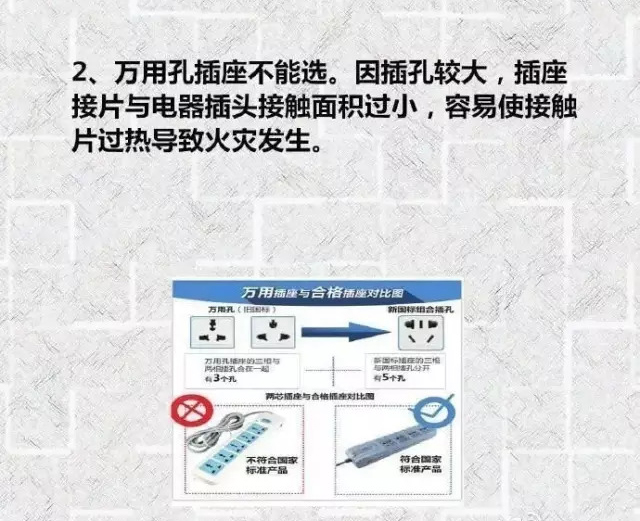 2、万用孔插座不能选。因插孔较大，插座
接片与电器插头接触面积过小，容易使接触
片过热导致火灾发生。
万用插座与合格插座对比图
万用孔（旧国标）
新国标组合插孔
万用孔插座的三相与
两相插孔合在一起
有3个孔
新国标插座的三相
与两相插孔分开
有5个孔
两芯插座与合格插座对比图
不符合国家
标准产品
符合国家
标准产品